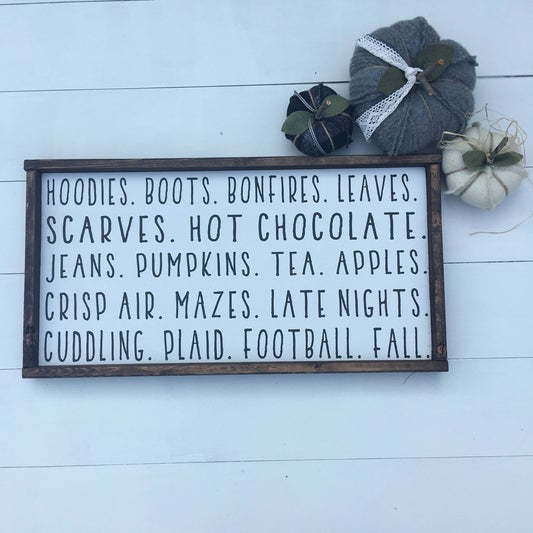 HOODIES. BOOTS. BONFIRES. LEAVES.
SCARVES. HOT CHOCOLATE.
JEANS. PUMPKINS. TEA. APPLES.
CRISP AIR. MAZES. LATE NIGHTS.
CUDDLING. PLAID. FOOTBALL. FALL.